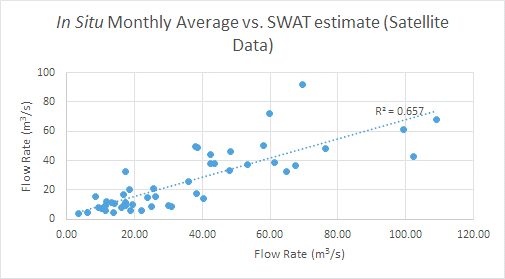 In Situ Monthly Average vs. SWAT estimate (Satellite
Data)
100
80
60
40
20
0
Flow Rate (m³/s)
R² = 0.657
0.00 20.00 40.00 60.00 80.00 100.00 120.00
Flow Rate (m³/s)